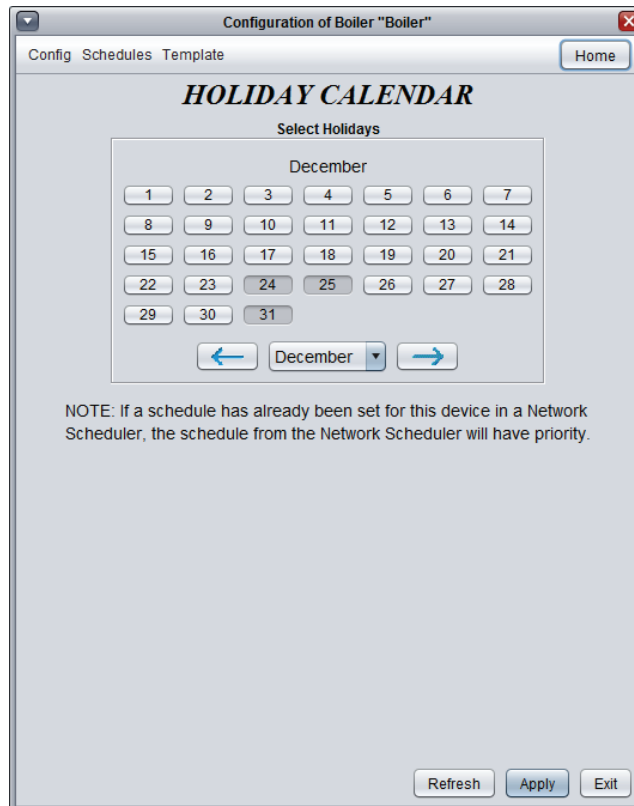 Configuration of Boiler "Boiler"
Config Schedules Template Home
HOLIDAY CALENDAR
Select Holidays
December
1 2 3 4 5 6 7
8 9 10 11 12 13 14
15 16 17 18 19 20 21
22 23 24 25 26 27 28
29 30 31
December
NOTE: If a schedule has already been set for this device in a Network
Scheduler, the schedule from the Network Scheduler will have priority.
Refresh Apply Exit